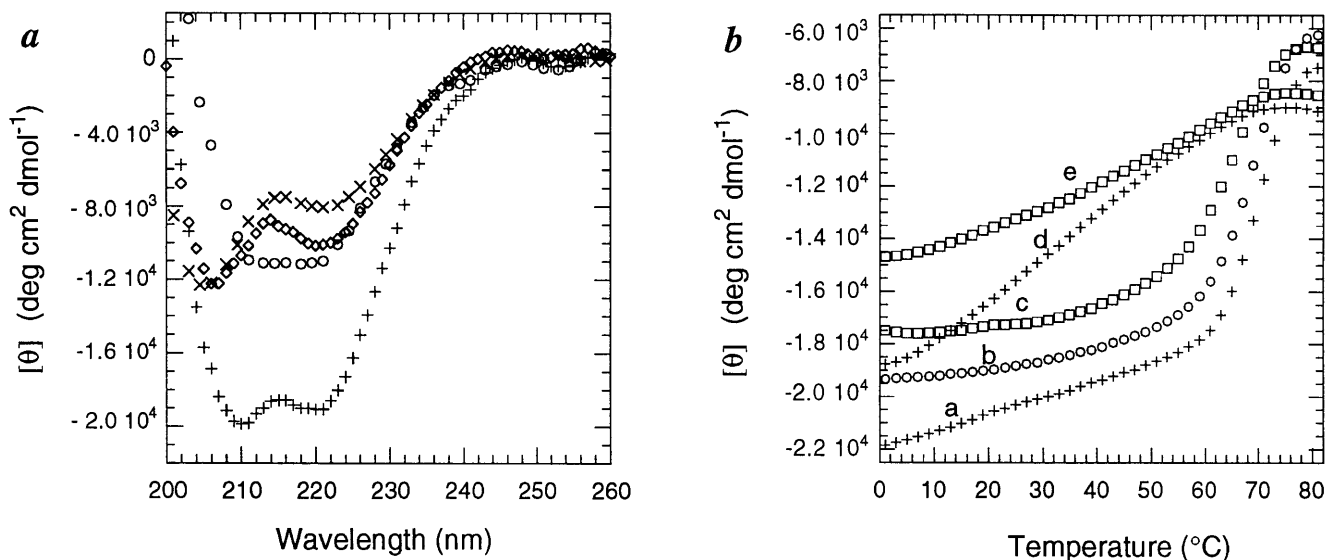 a
0
- 4.0 10³
- 8.0 10³
- 1.2 10⁴
- 1.6 10⁴
- 2.0 10⁴
[θ] (deg cm² dmol⁻¹)
200 210 220 230 240 250 260
Wavelength (nm)
b
-6.0 10³
-8.0 10³
-1.0 10⁴
-1.2 10⁴
-1.4 10⁴
-1.6 10⁴
-1.8 10⁴
-2.0 10⁴
-2.2 10⁴
[θ] (deg cm² dmol⁻¹)
e
d
c
b
a
0 10 20 30 40 50 60 70 80
Temperature (°C)